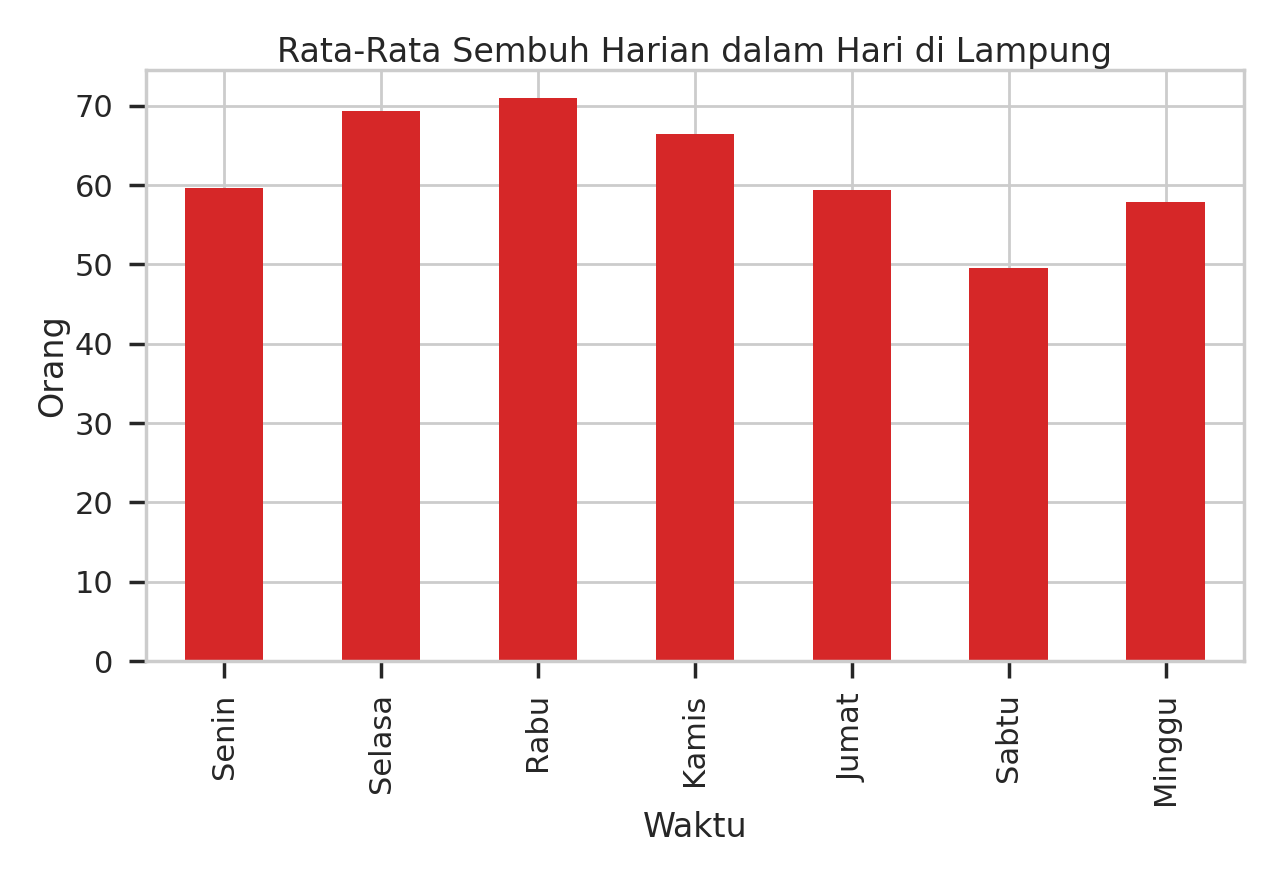 Rata-Rata Sembuh Harian dalam Hari di Lampung
70
60
50
40
30
20
10
0
Orang
Senin
Selasa
Rabu
Kamis
Jumat
Sabtu
Minggu
Waktu